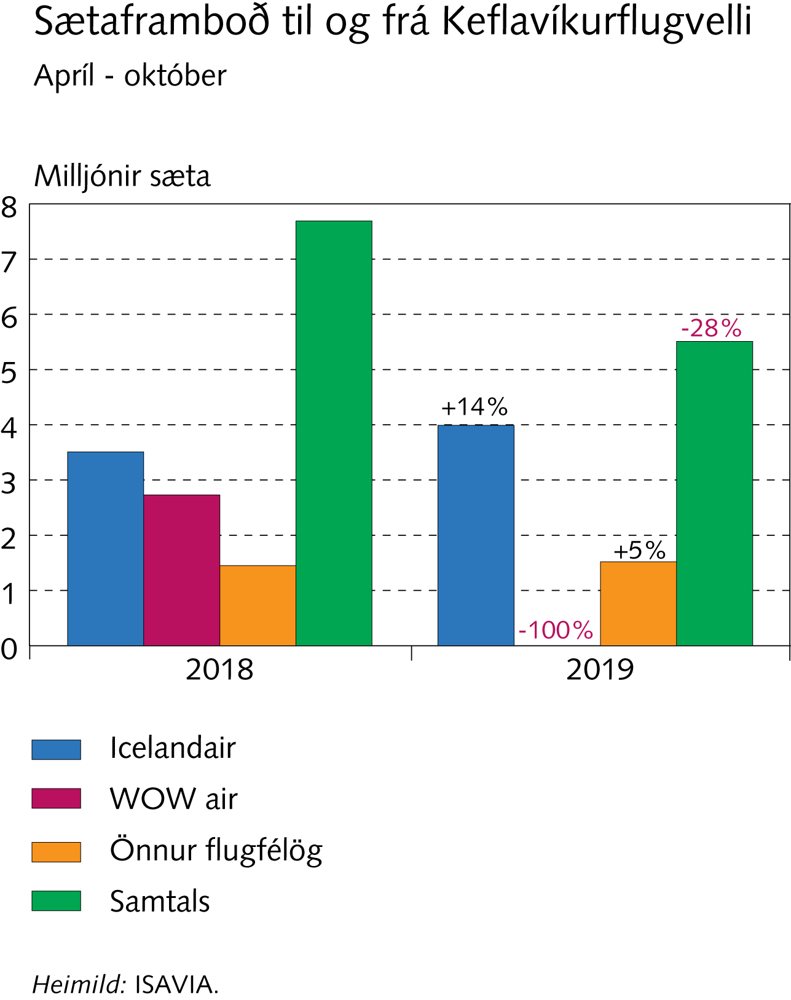 Sætaframboð til og frá Keflavíkurflugvelli
Apríl - október
Milljónir sæta
8
7
6
5
4
3
2
1
0
-28%
+14%
+5%
-100%
2018
2019
Icelandair
WOW air
Önnur flugfélög
Samtals
Heimild: ISAVIA.